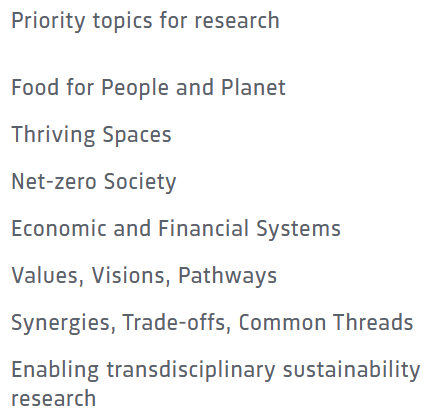 Priority topics for research
Food for People and Planet
Thriving Spaces
Net-zero Society
Economic and Financial Systems
Values, Visions, Pathways
Synergies, Trade-offs, Common Threads
Enabling transdisciplinary sustainability
research